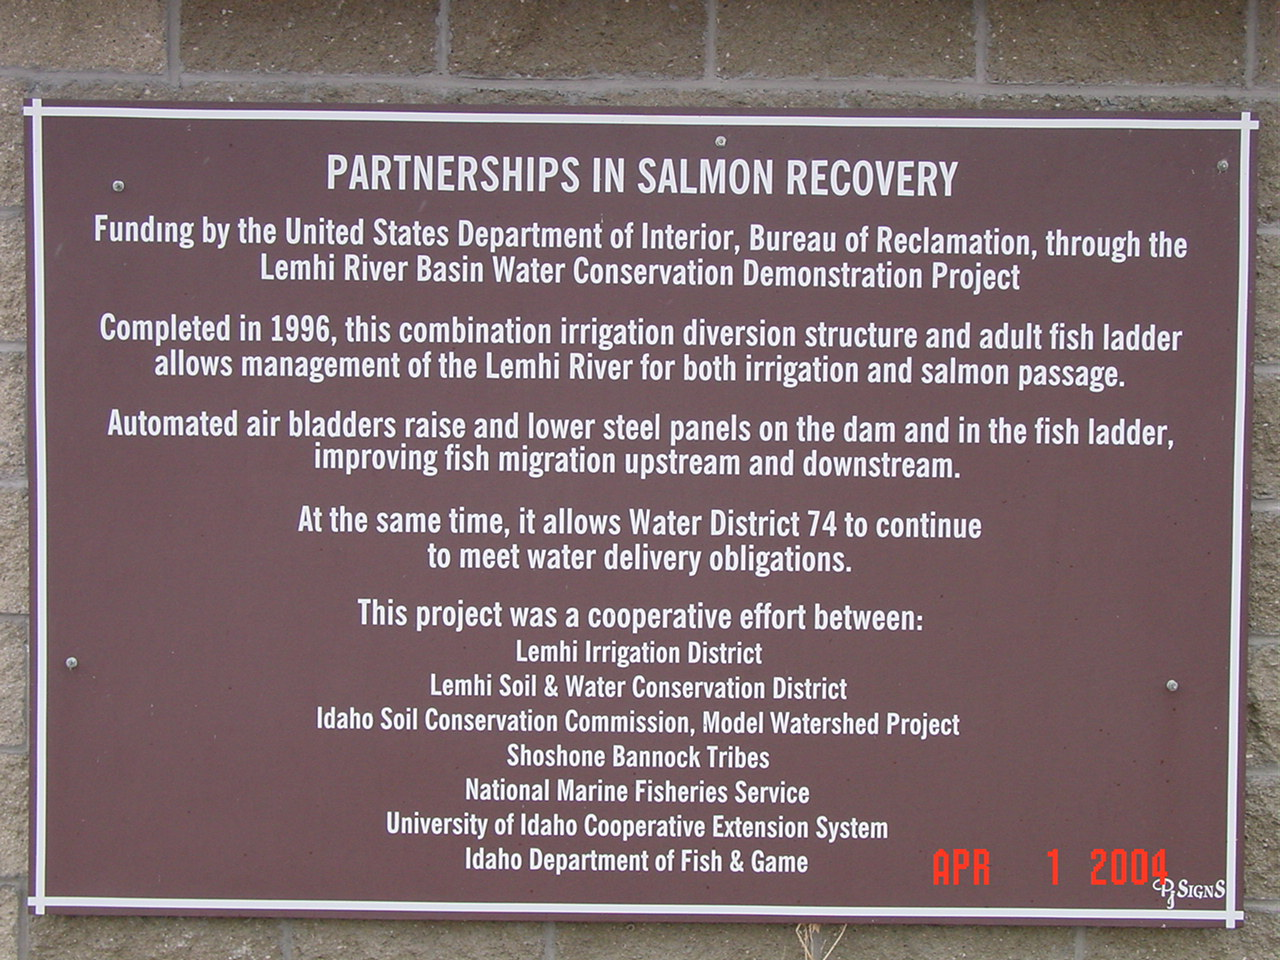 PARTNERSHIPS IN SALMON RECOVERY
Funding by the United States Department of Interior, Bureau of Reclamation, through the
Lemhi River Basin Water Conservation Demonstration Project
Completed in 1996, this combination irrigation diversion structure and adult fish ladder
allows management of the Lemhi River for both irrigation and salmon passage.
Automated air bladders raise and lower steel panels on the dam and in the fish ladder,
improving fish migration upstream and downstream.
At the same time, it allows Water District 74 to continue
to meet water delivery obligations.
This project was a cooperative effort between:
Lemhi Irrigation District
Lemhi Soil & Water Conservation District
Idaho Soil Conservation Commission, Model Watershed Project
Shoshone Bannock Tribes
National Marine Fisheries Service
University of Idaho Cooperative Extension System
Idaho Department of Fish & Game
APR 1 2004
SIGNS